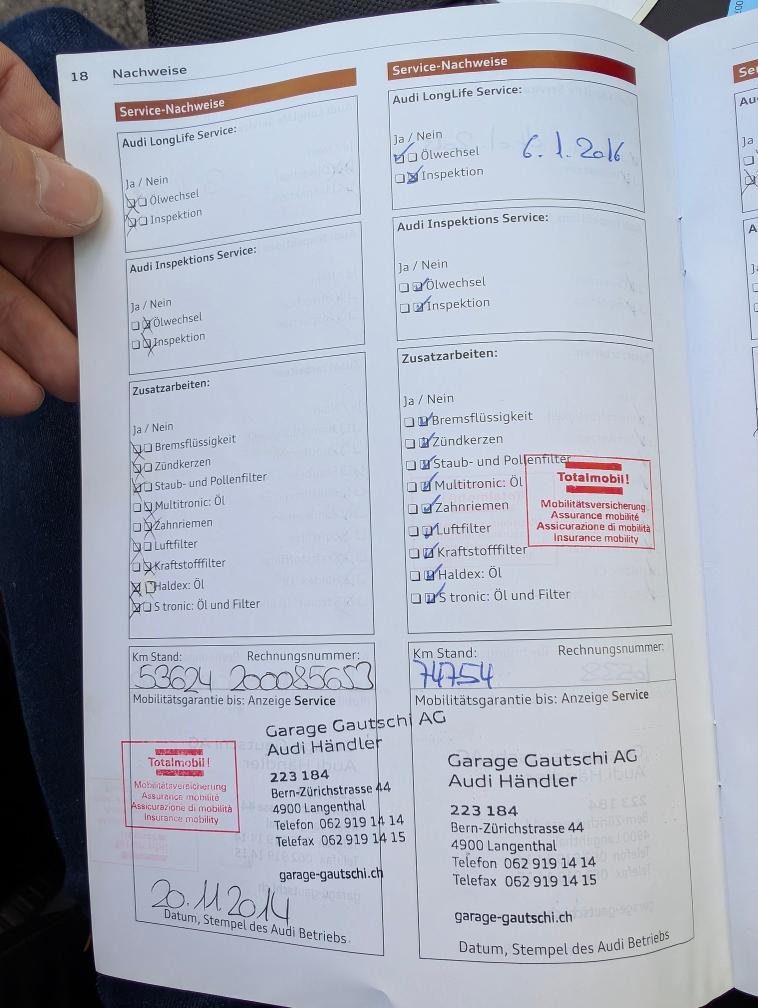 18 Nachweise
Service-Nachweise
Audi LongLife Service:
Ja / Nein
Ölwechsel
Inspektion
Audi Inspektions Service:
Ja / Nein
Ölwechsel
Inspektion
Zusatzarbeiten:
Ja / Nein
Bremsflüssigkeit
Zündkerzen
Staub- und Pollenfilter
Multitronic: Öl
Zahnriemen
Luftfilter
Kraftstofffilter
Haldex: Öl
S tronic: Öl und Filter
Km Stand: Rechnungsnummer:
53624 200085653
Mobilitätsgarantie bis: Anzeige Service
Garage Gautschi AG
Audi Händler
223 184
Bern-Zürichstrasse 44
4900 Langenthal
Telefon 062 919 14 14
Telefax 062 919 14 15
garage-gautschi.ch
Totalmobil!
Mobilitätsversicherung
Assurance mobilité
Assicurazione di mobilità
Insurance mobility
20.11.2014
Datum, Stempel des Audi Betriebs
Service-Nachweise
Audi LongLife Service:
Ja / Nein
Ölwechsel
Inspektion
6.1.2016
Audi Inspektions Service:
Ja / Nein
Ölwechsel
Inspektion
Zusatzarbeiten:
Ja / Nein
Bremsflüssigkeit
Zündkerzen
Staub- und Pollenfilter
Multitronic: Öl
Zahnriemen
Luftfilter
Kraftstofffilter
Haldex: Öl
S tronic: Öl und Filter
Totalmobil!
Mobilitätsversicherung
Assurance mobilité
Assicurazione di mobilità
Insurance mobility
Km Stand: Rechnungsnummer:
74754
Mobilitätsgarantie bis: Anzeige Service
Garage Gautschi AG
Audi Händler
223 184
Bern-Zürichstrasse 44
4900 Langenthal
Telefon 062 919 14 14
Telefax 062 919 14 15
garage-gautschi.ch
Datum, Stempel des Audi Betriebs